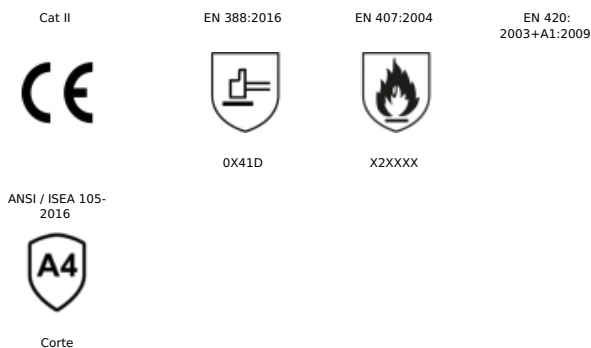 Cat II
EN 388:2016
EN 407:2004
EN 420:
2003+A1:2009
CE
0X41D
X2XXXX
ANSI / ISEA 105-
2016
A4
Corte